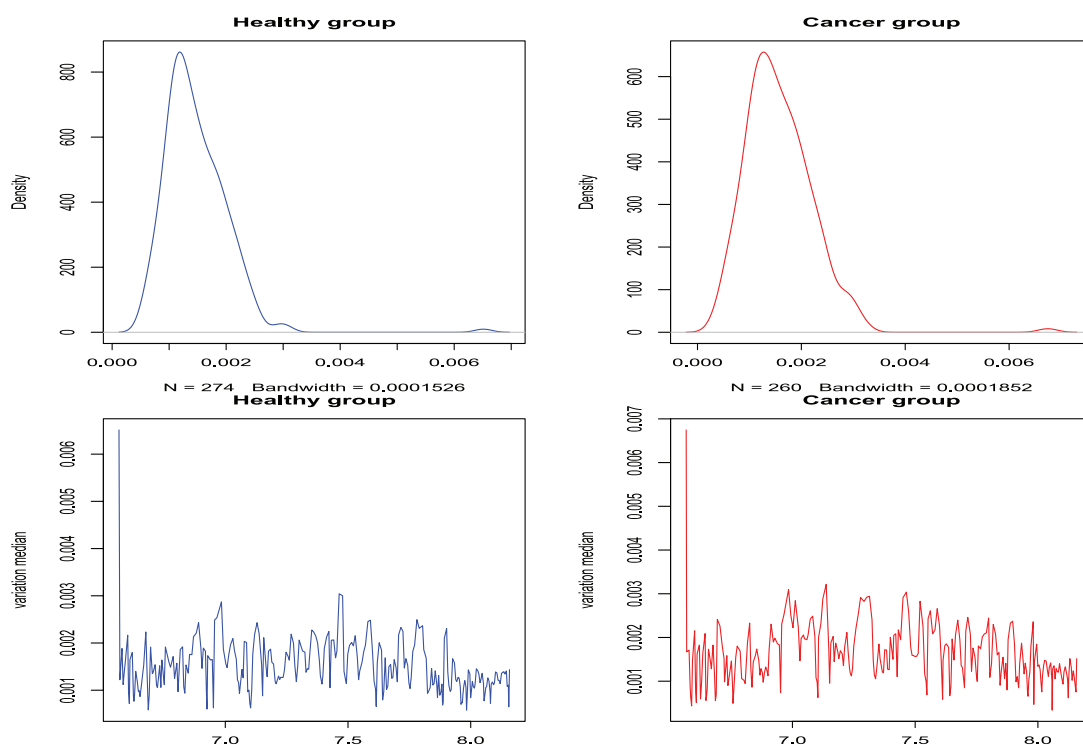 Healthy group
Density
0 200 400 600 800
0.000 0.002 0.004 0.006
N = 274 Bandwidth = 0.0001526
Cancer group
Density
0 100 200 300 400 500 600
0.000 0.002 0.004 0.006
N = 260 Bandwidth = 0.0001852
Healthy group
variation median
0.001 0.002 0.003 0.004 0.005 0.006
7.0 7.5 8.0
Cancer group
variation median
0.001 0.002 0.003 0.004 0.005 0.006 0.007
7.0 7.5 8.0